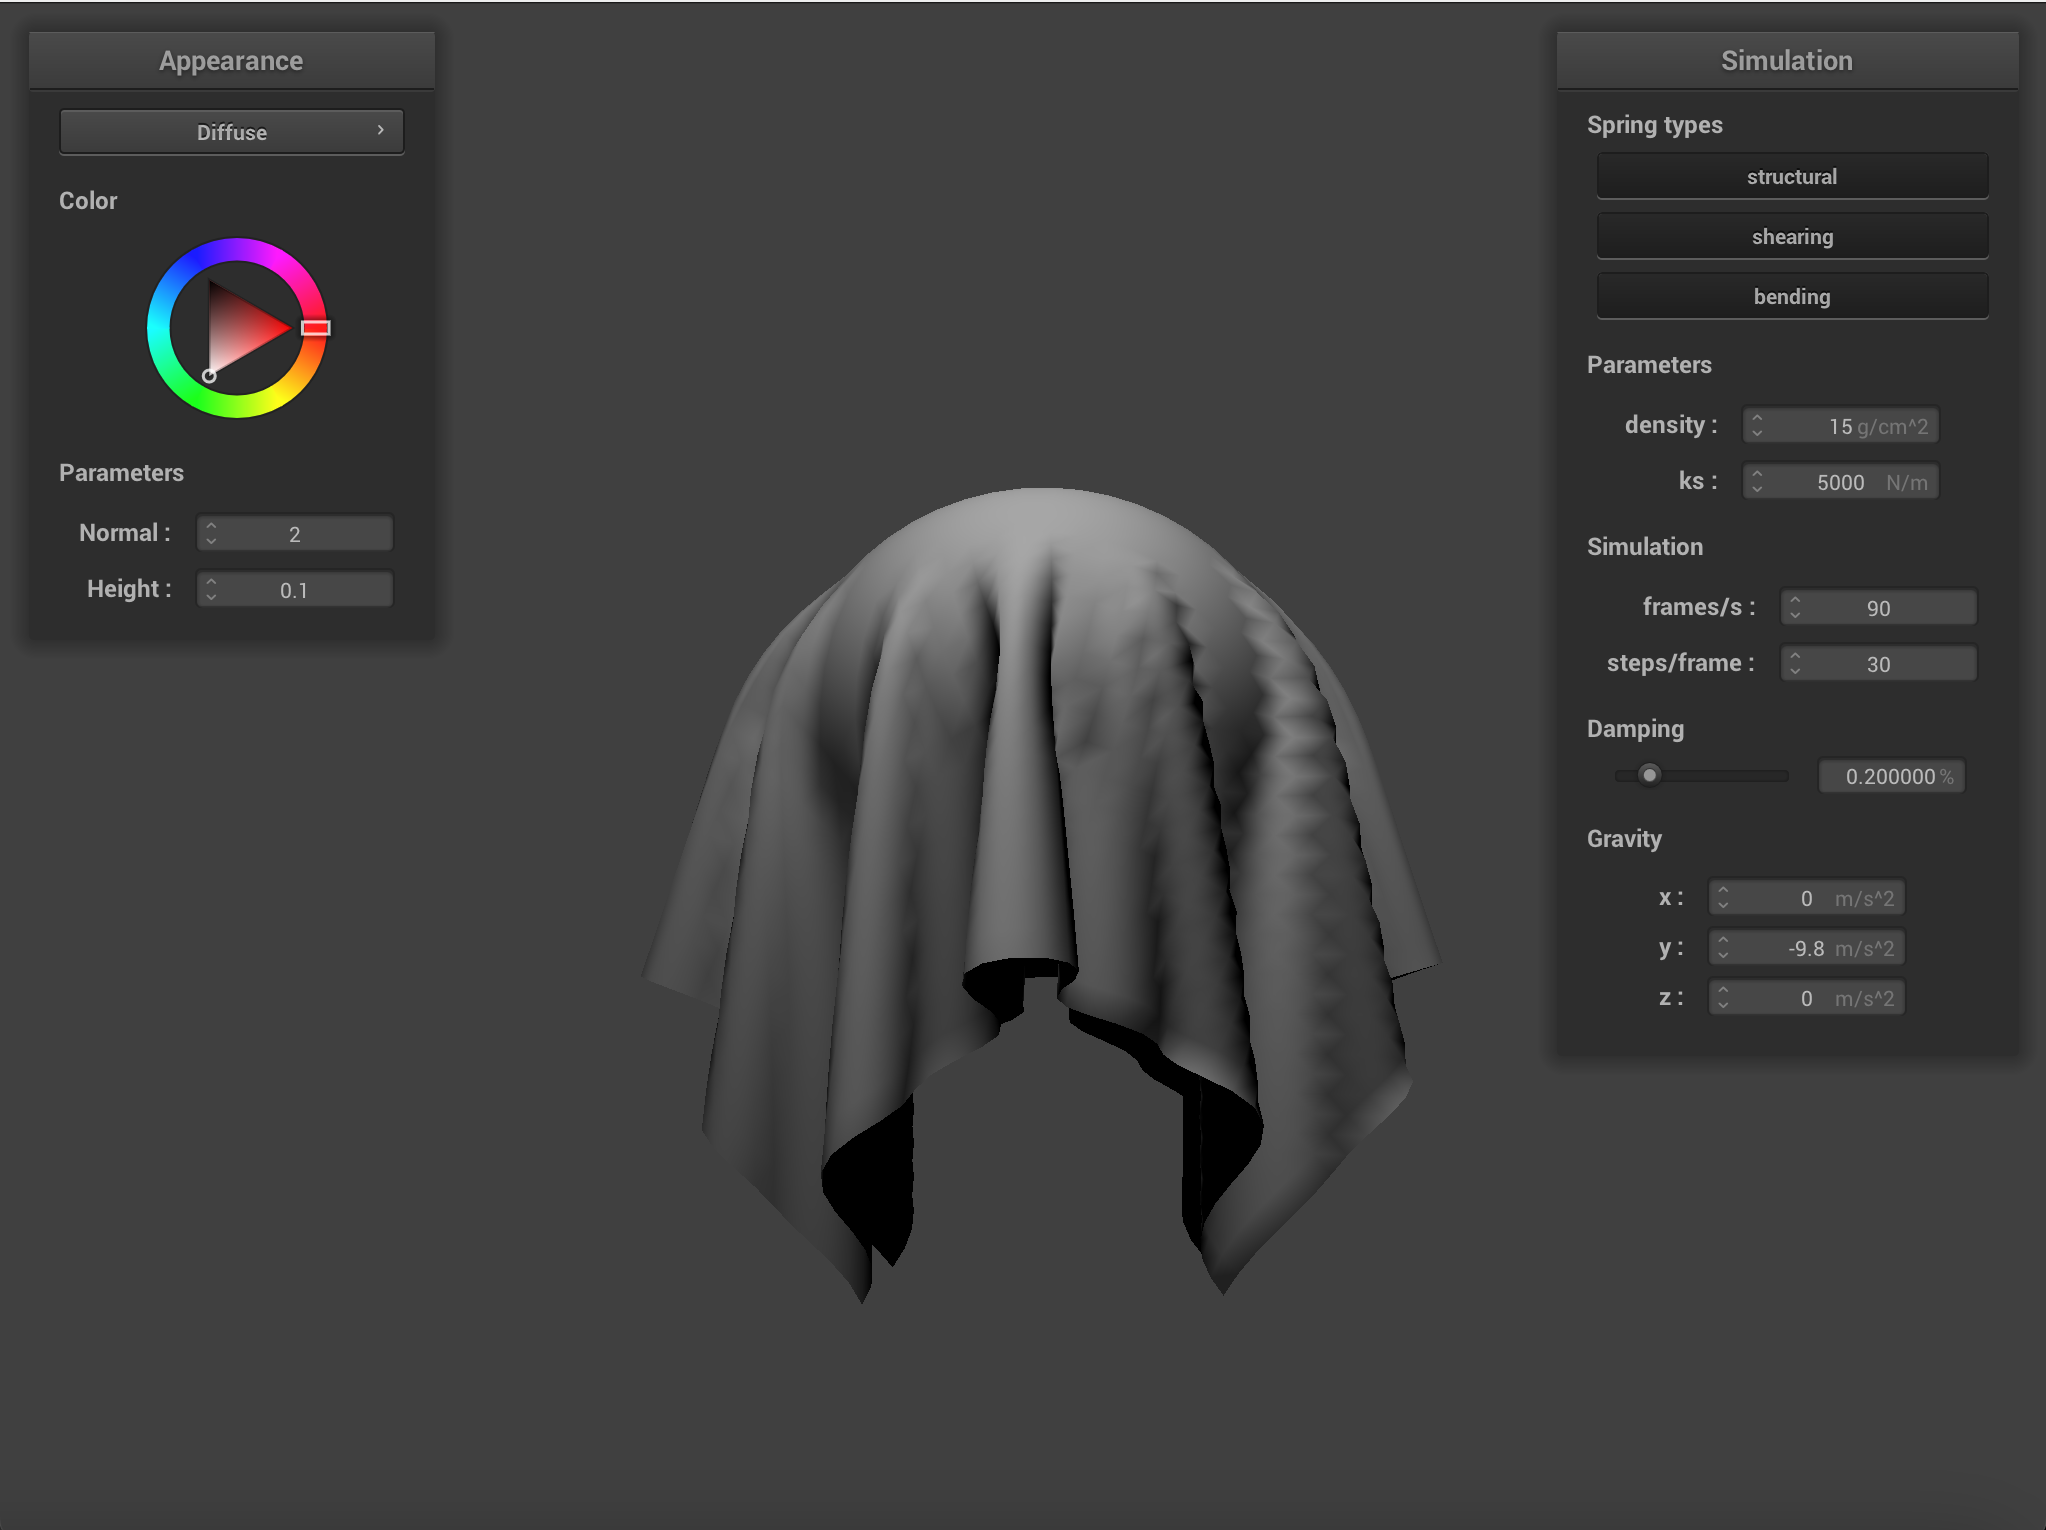 Appearance
Diffuse
Color
Parameters
Normal : 2
Height : 0.1
Simulation
Spring types
structural
shearing
bending
Parameters
density : 15 g/cm^2
ks : 5000 N/m
Simulation
frames/s : 90
steps/frame : 30
Damping
0.200000 %
Gravity
x : 0 m/s^2
y : -9.8 m/s^2
z : 0 m/s^2